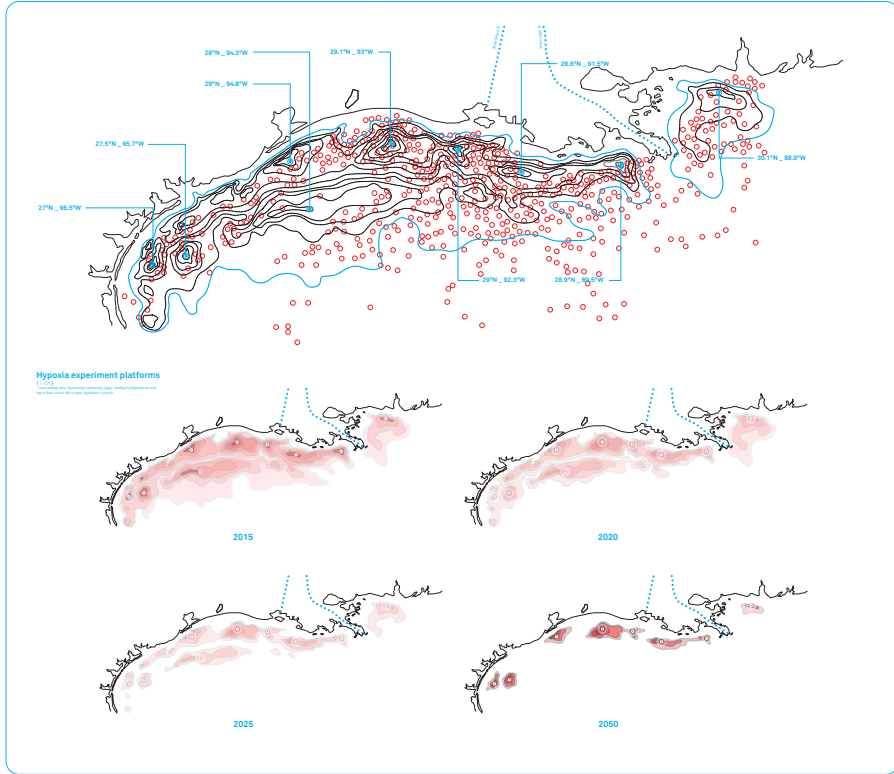 28°N _ 94.3°W
29.1°N _ 93°W
28.6°N _ 91.5°W
29°N _ 94.8°W
27.5°N _ 95.7°W
30.1°N _ 88.9°W
27°N _ 96.5°W
29°N _ 92.3°W
28.9°N _ 89.5°W
Hypoxia experiment platforms
2015
2020
2025
2050